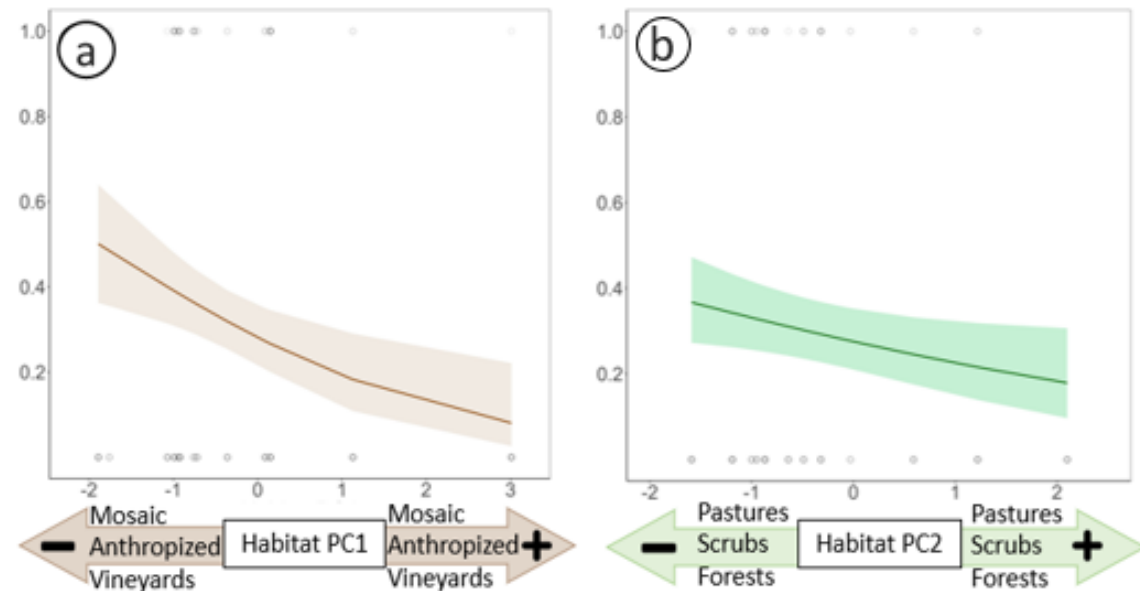 a
1.0
0.8
0.6
0.4
0.2
-2 -1 0 1 2 3
Mosaic
Anthropized
Vineyards
Habitat PC1
Mosaic
Anthropized
Vineyards
b
1.0
0.8
0.6
0.4
0.2
-2 -1 0 1 2
Pastures
Scrubs
Forests
Habitat PC2
Pastures
Scrubs
Forests